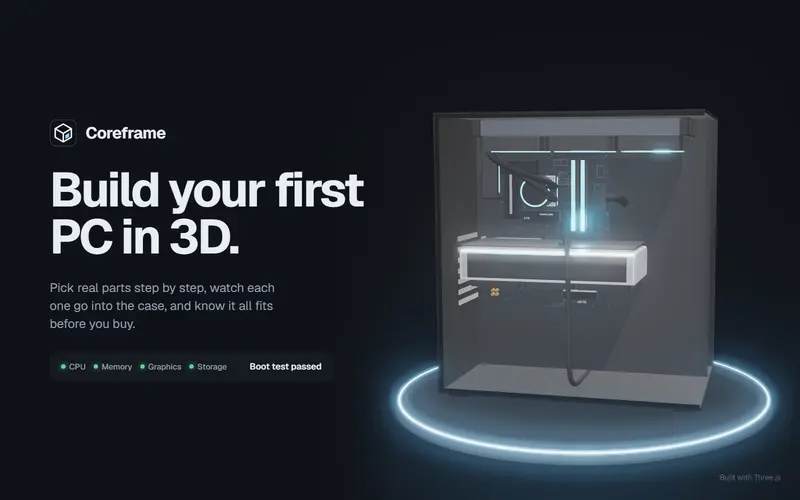 Coreframe
Build your first
PC in 3D.
Pick real parts step by step, watch each
one go into the case, and know it all fits
before you buy.
CPU Memory Graphics Storage Boot test passed
Built with Three.js